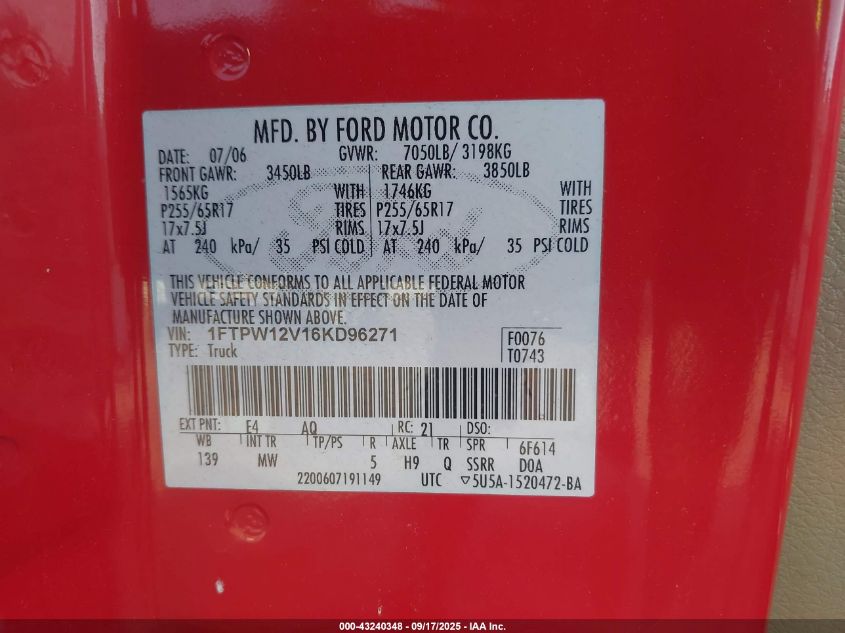 MFD. BY FORD MOTOR CO.
DATE: 07/06 GVWR: 7050LB/ 3198KG
FRONT GAWR: 3450LB REAR GAWR: 3850LB
1565KG WITH 1746KG WITH
P255/65R17 TIRES P255/65R17 TIRES
17x7.5J RIMS 17x7.5J RIMS
AT 240 kPa/ 35 PSI COLD AT 240 kPa/ 35 PSI COLD
THIS VEHICLE CONFORMS TO ALL APPLICABLE FEDERAL MOTOR
VEHICLE SAFETY STANDARDS IN EFFECT ON THE DATE OF
MANUFACTURE SHOWN ABOVE.
VIN: 1FTPW12V16KD96271 F0076
TYPE: Truck T0743
EXT PNT: E4 AQ RC: 21 DSO:
WB INT TR TP/PS R AXLE TR SPR 6F614
139 MW 5 H9 Q SSRR DOA
2200607191149 UTC ▽5U5A-1520472-BA
000-43240348 - 09/17/2025 - IAA Inc.